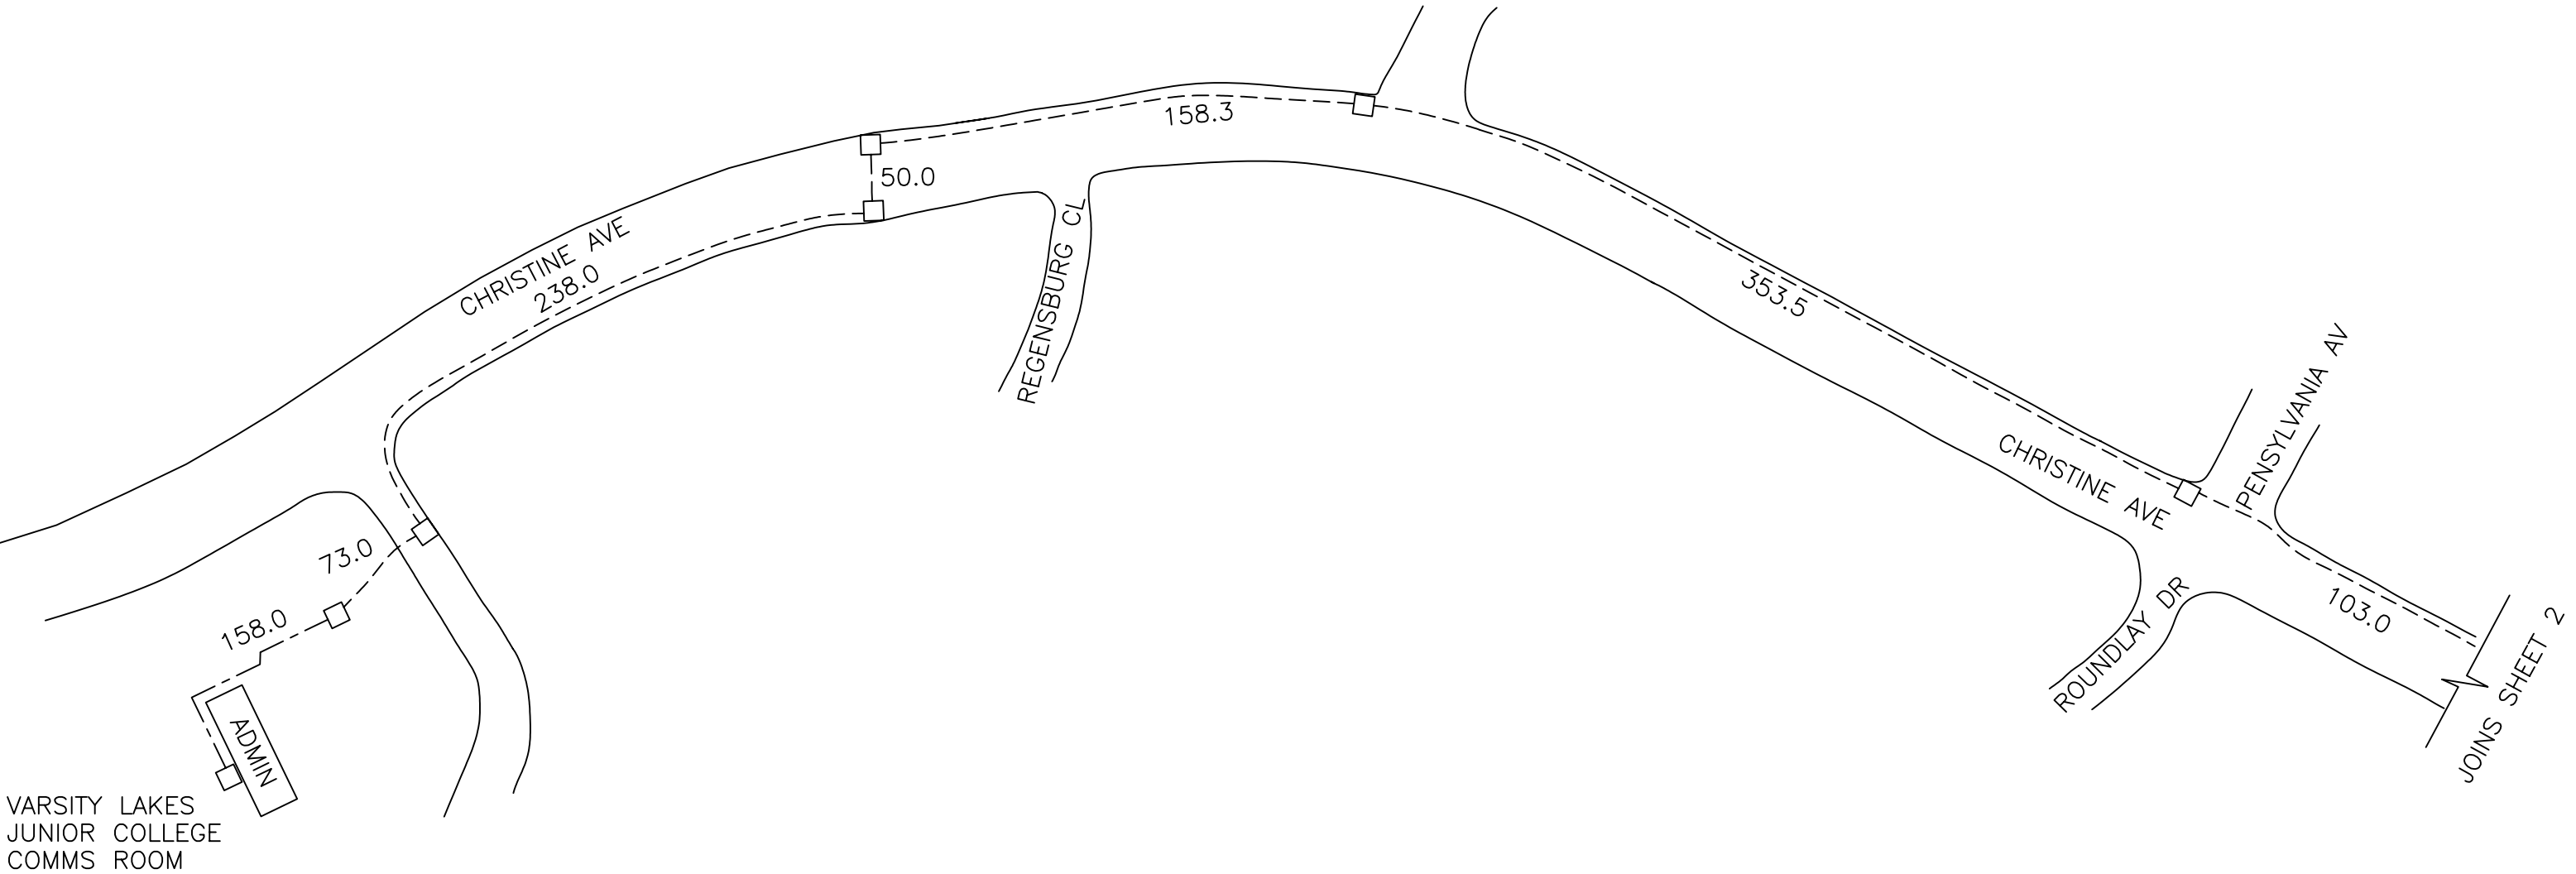 158.3
50.0
CHRISTINE AVE
238.0
REGENSBURG CL
353.5
PENSYLVANIA AV
CHRISTINE AVE
73.0
158.0
ROUNDLAY DR
103.0
JOINS SHEET 2
ADMIN
VARSITY LAKES
JUNIOR COLLEGE
COMMS ROOM